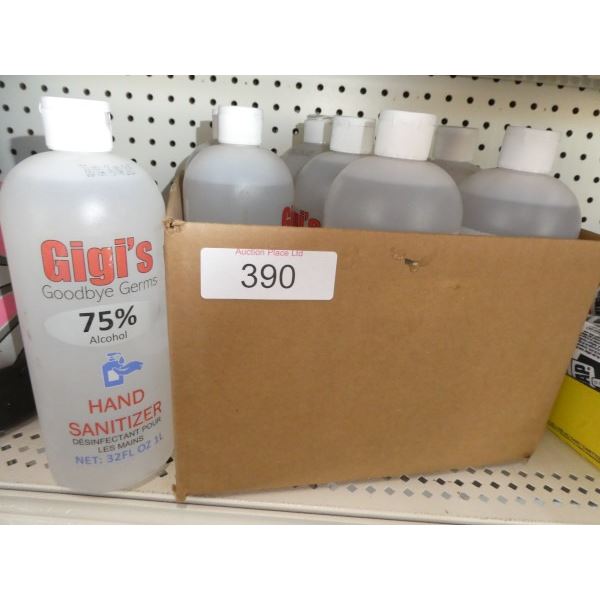 Auction Place Ltd
390
Gigi's
Goodbye Germs
75%
Alcohol
HAND
SANITIZER
DÉSINFECTANT POUR
LES MAINS
NET: 32FL OZ 1L